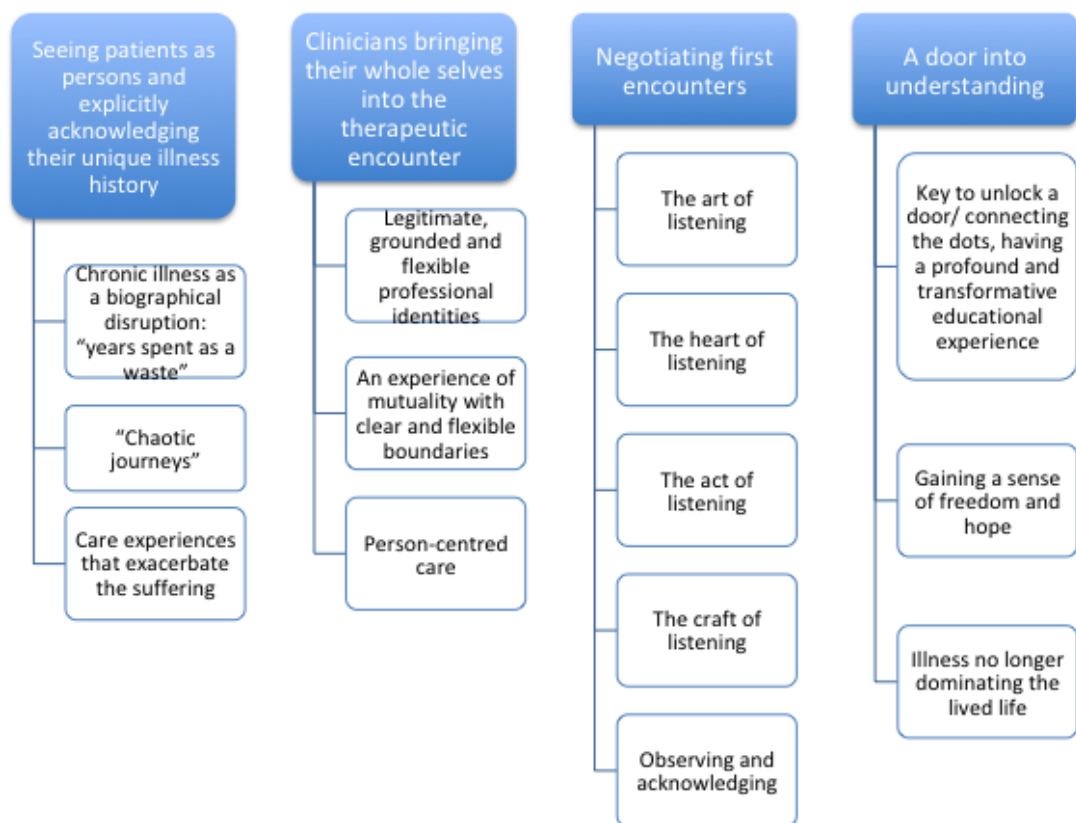 Seeing patients as
persons and
explicitly
acknowledging
their unique illness
history
Chronic illness as
a biographical
disruption:
“years spent as a
waste”
“Chaotic
journeys”
Care experiences
that exacerbate
the suffering
Clinicians bringing
their whole selves
into the
therapeutic
encounter
Legitimate,
grounded and
flexible
professional
identities
An experience of
mutuality with
clear and flexible
boundaries
Person-centred
care
Negotiating first
encounters
The art of
listening
The heart of
listening
The act of
listening
The craft of
listening
Observing and
acknowledging
A door into
understanding
Key to unlock a
door/ connecting
the dots, having
a profound and
transformative
educational
experience
Gaining a sense
of freedom and
hope
Illness no longer
dominating the
lived life